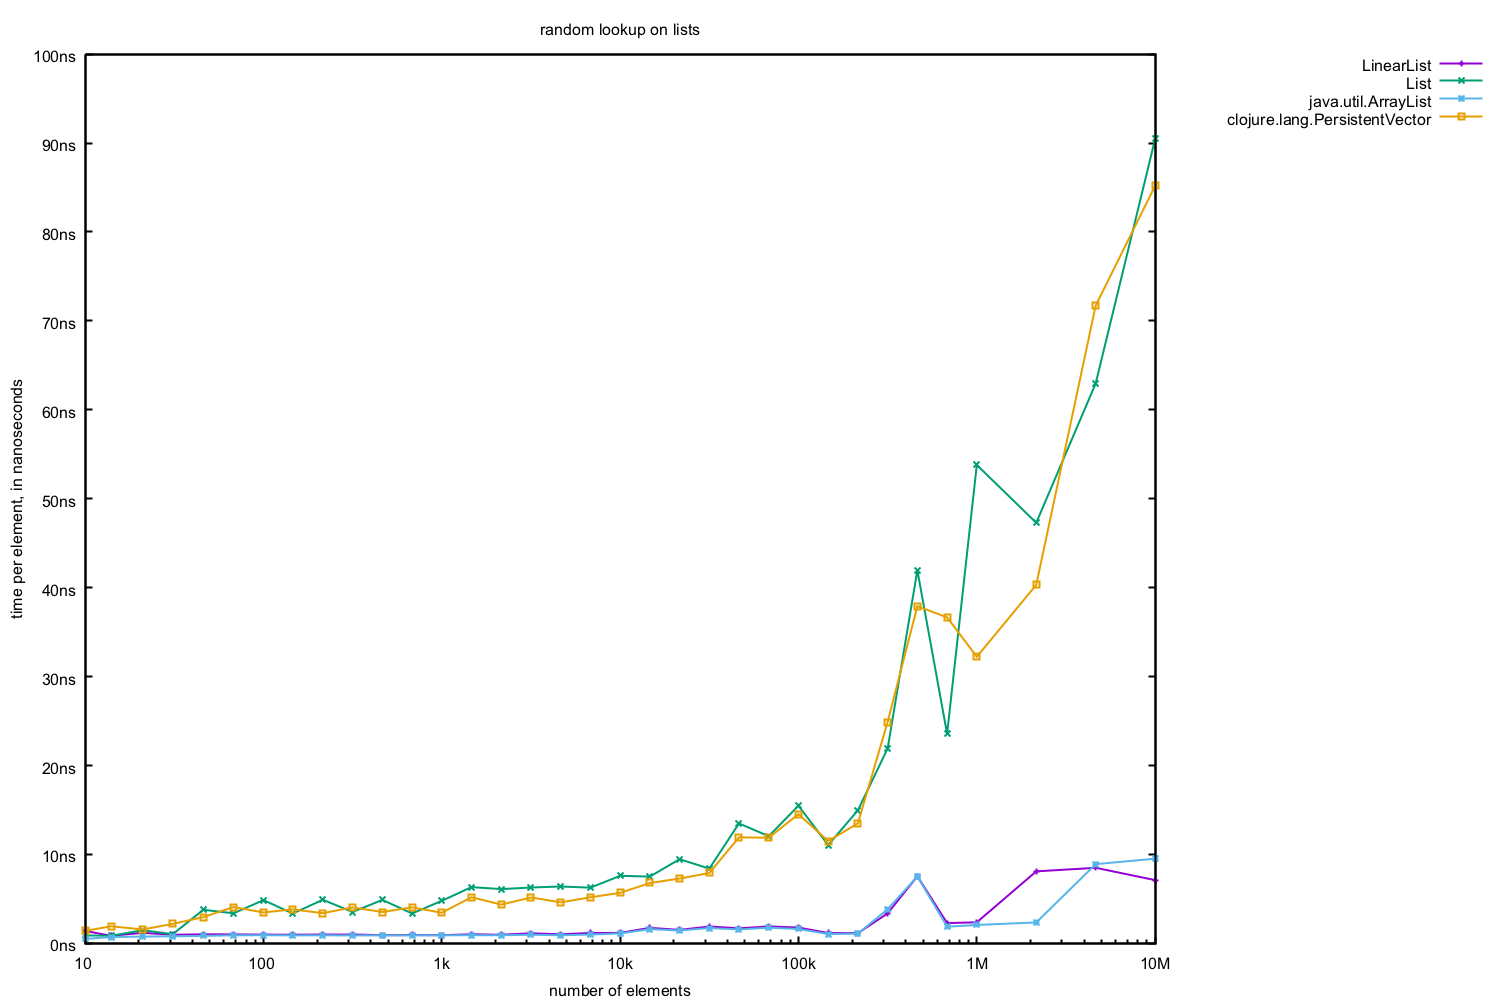 random lookup on lists
100ns
90ns
80ns
70ns
60ns
50ns
40ns
30ns
20ns
10ns
0ns
time per element, in nanoseconds
10
100
1k
10k
100k
1M
10M
number of elements
LinearList
List
java.util.ArrayList
clojure.lang.PersistentVector